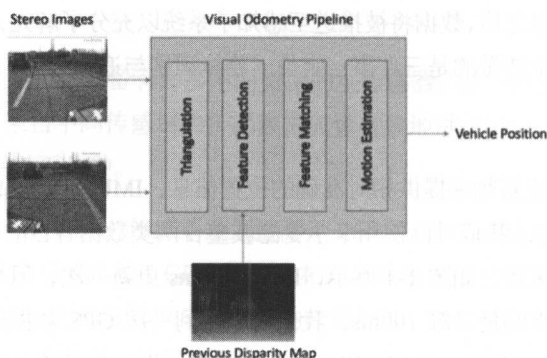 Stereo Images
Visual Odometry Pipeline
Triangulation
Feature Detection
Feature Matching
Motion Estimation
Vehicle Position
Previous Disparity Map